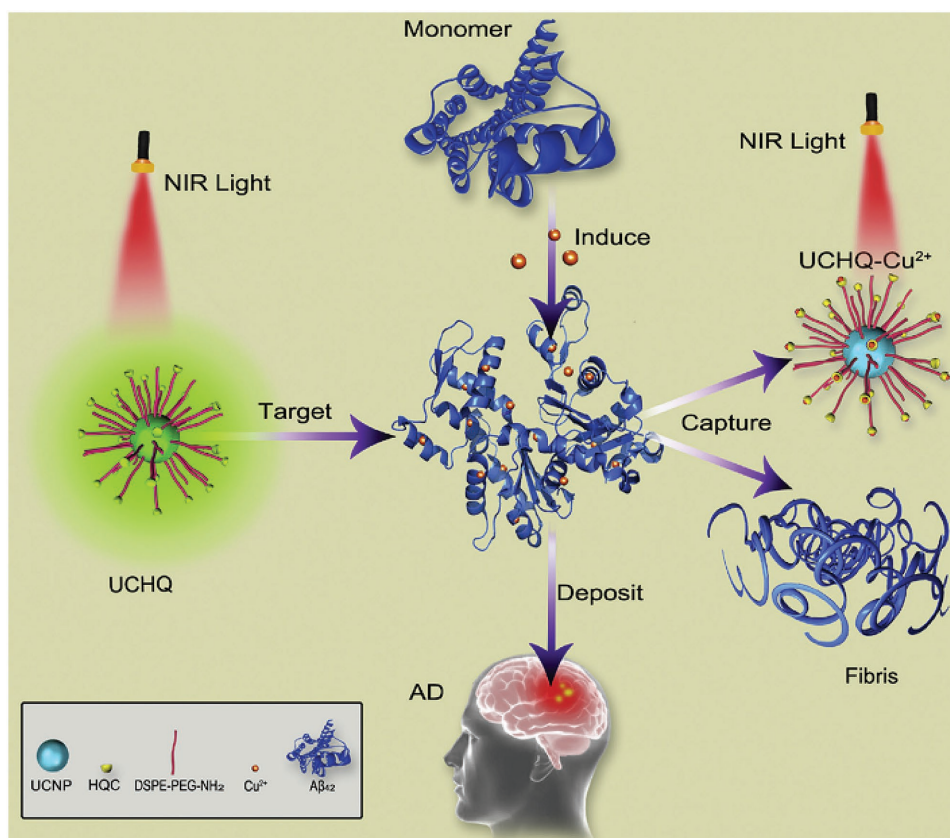 Monomer
NIR Light
NIR Light
Induce
UCHQ-Cu²⁺
Target
Capture
UCHQ
Deposit
Fibris
AD
UCNP
HQC
DSPE-PEG-NH₂
Cu²⁺
Aβ₄₂